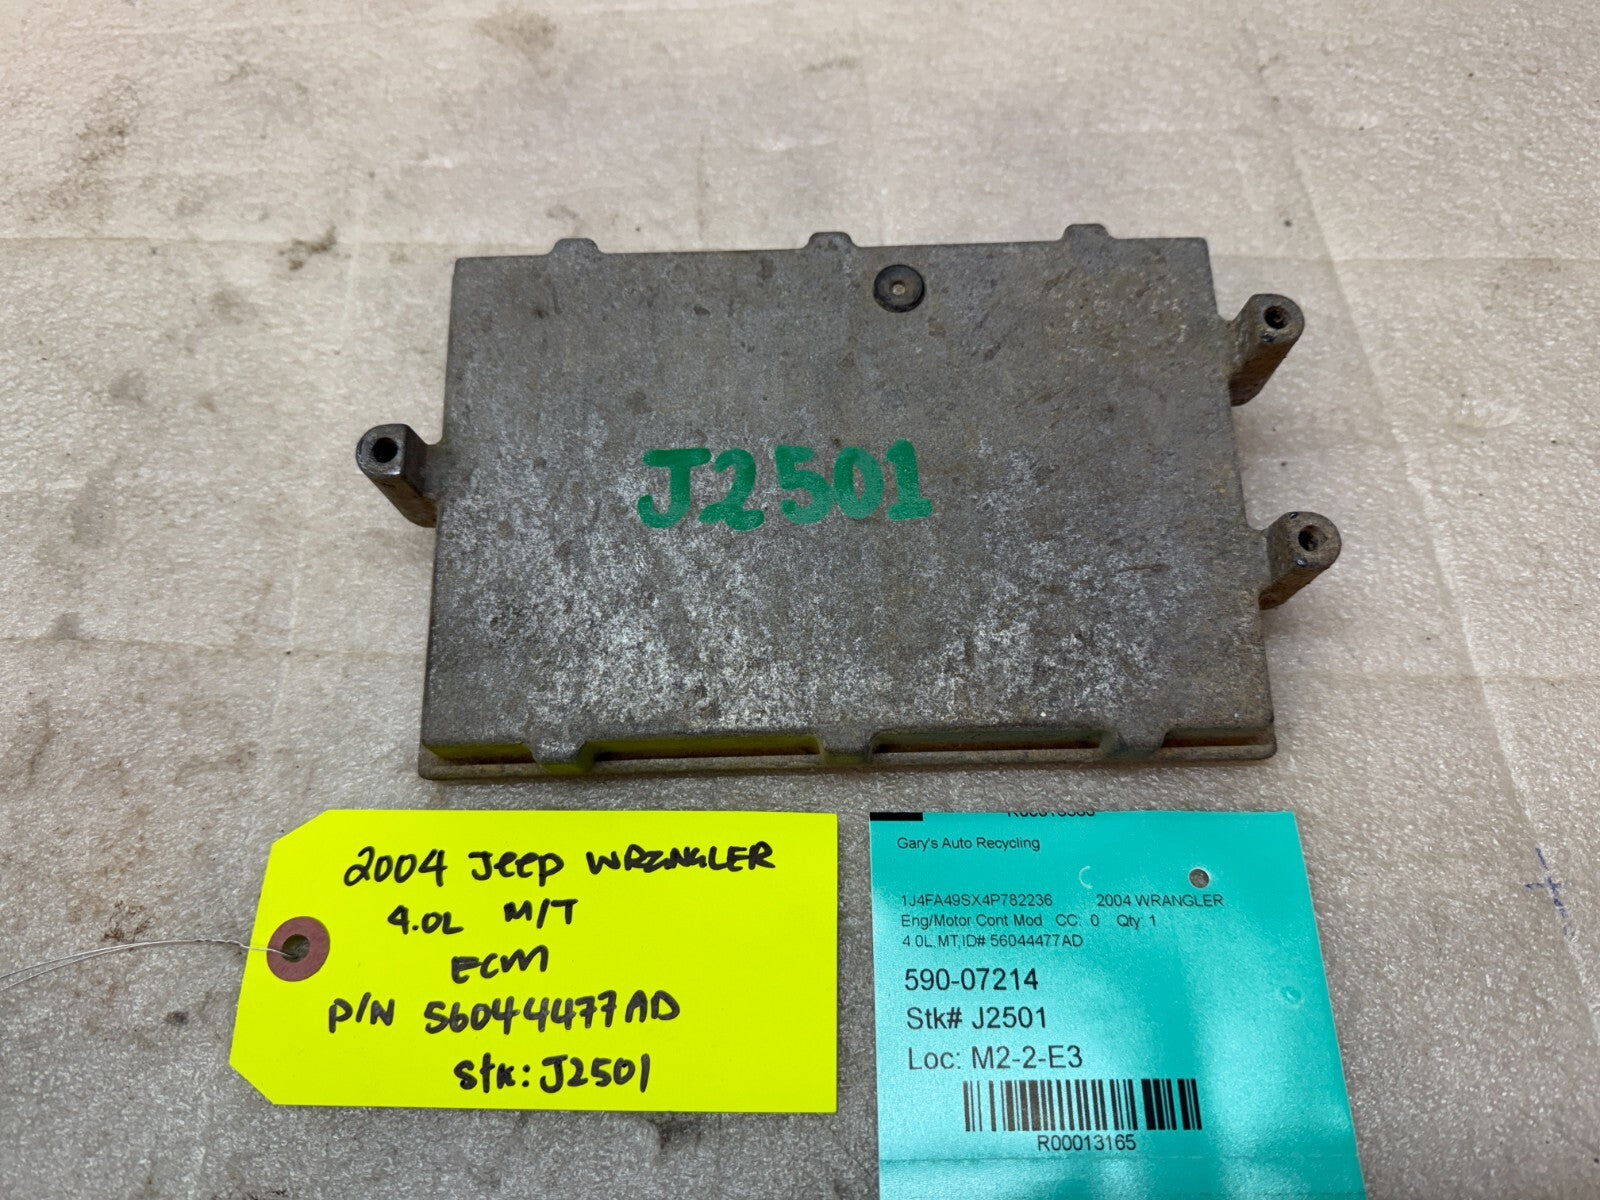 J2501
2004 Jeep WRANGLER
4.0L M/T
ECM
P/N 56044477AD
Stk: J2501
Gary's Auto Recycling
1J4FA49SX4P782236 2004 WRANGLER
Eng/Motor Cont Mod CC: 0 Qty: 1
4.0L,MT,ID# 56044477AD
590-07214
Stk# J2501
Loc: M2-2-E3
R00013165